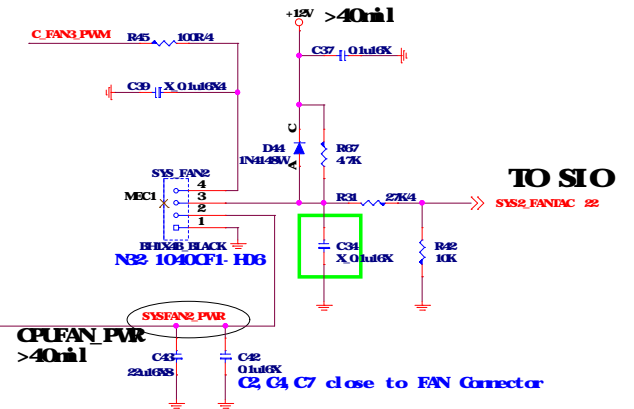 +12V >40mil
C_FAN3_PWM R45 100R/4
C37 0.1u16X
C39 X_0.1u16X4
C
D44
1N4148W
A
R67
4.7K
SYS_FAN2
MEC1
4
3
2
1
BH1X4B_BLACK
N32-1040CF1-H06
R31 27K/4
TO SIO
SYS2_FANTAC 22
C34
X_0.1u16X
R42
10K
SYSFAN2_PWR
CPUFAN_PWR
>40mil
C43
22u16X8
C42
0.1u16X
C2, C4, C7 close to FAN Connector